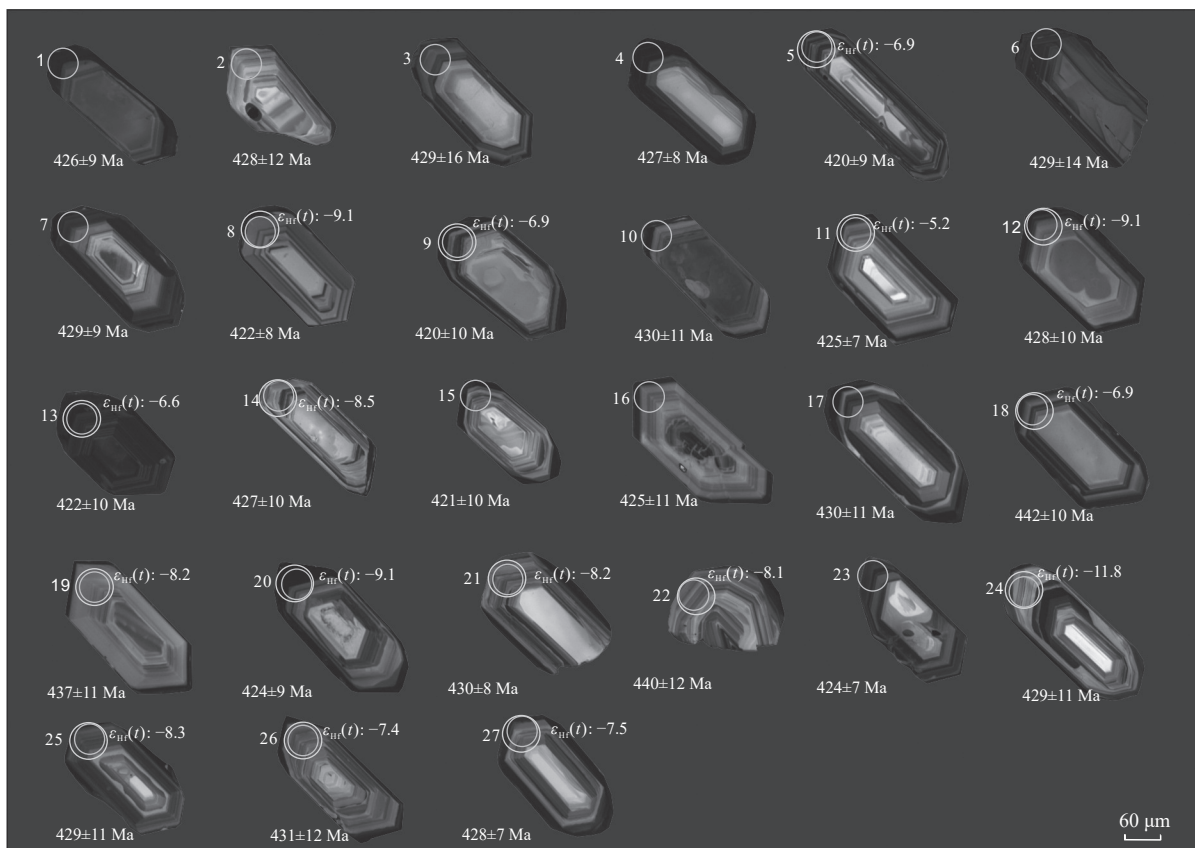 1
426±9 Ma
2
428±12 Ma
3
429±16 Ma
4
427±8 Ma
5
εHf(t): −6.9
420±9 Ma
6
429±14 Ma
7
429±9 Ma
8
εHf(t): −9.1
422±8 Ma
9
εHf(t): −6.9
420±10 Ma
10
430±11 Ma
11
εHf(t): −5.2
425±7 Ma
12
εHf(t): −9.1
428±10 Ma
13
εHf(t): −6.6
422±10 Ma
14
εHf(t): −8.5
427±10 Ma
15
421±10 Ma
16
425±11 Ma
17
430±11 Ma
18
εHf(t): −6.9
442±10 Ma
19
εHf(t): −8.2
437±11 Ma
20
εHf(t): −9.1
424±9 Ma
21
εHf(t): −8.2
430±8 Ma
22
εHf(t): −8.1
440±12 Ma
23
424±7 Ma
24
εHf(t): −11.8
429±11 Ma
25
εHf(t): −8.3
429±11 Ma
26
εHf(t): −7.4
431±12 Ma
27
εHf(t): −7.5
428±7 Ma
60 μm